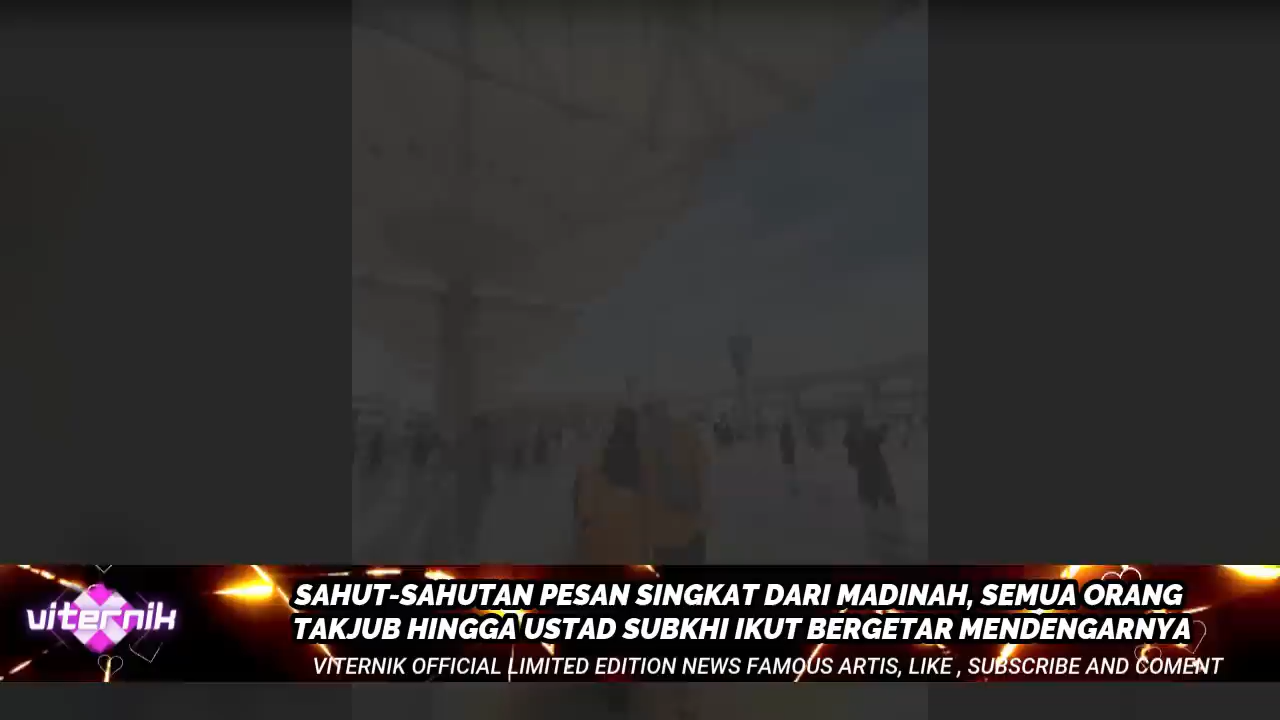 SAHUT-SAHUTAN PESAN SINGKAT DARI MADINAH, SEMUA ORANG
TAKJUB HINGGA USTAD SUBKHI IKUT BERGETAR MENDENGARNYA
viternik
VITERNIK OFFICIAL LIMITED EDITION NEWS FAMOUS ARTIS, LIKE , SUBSCRIBE AND COMENT